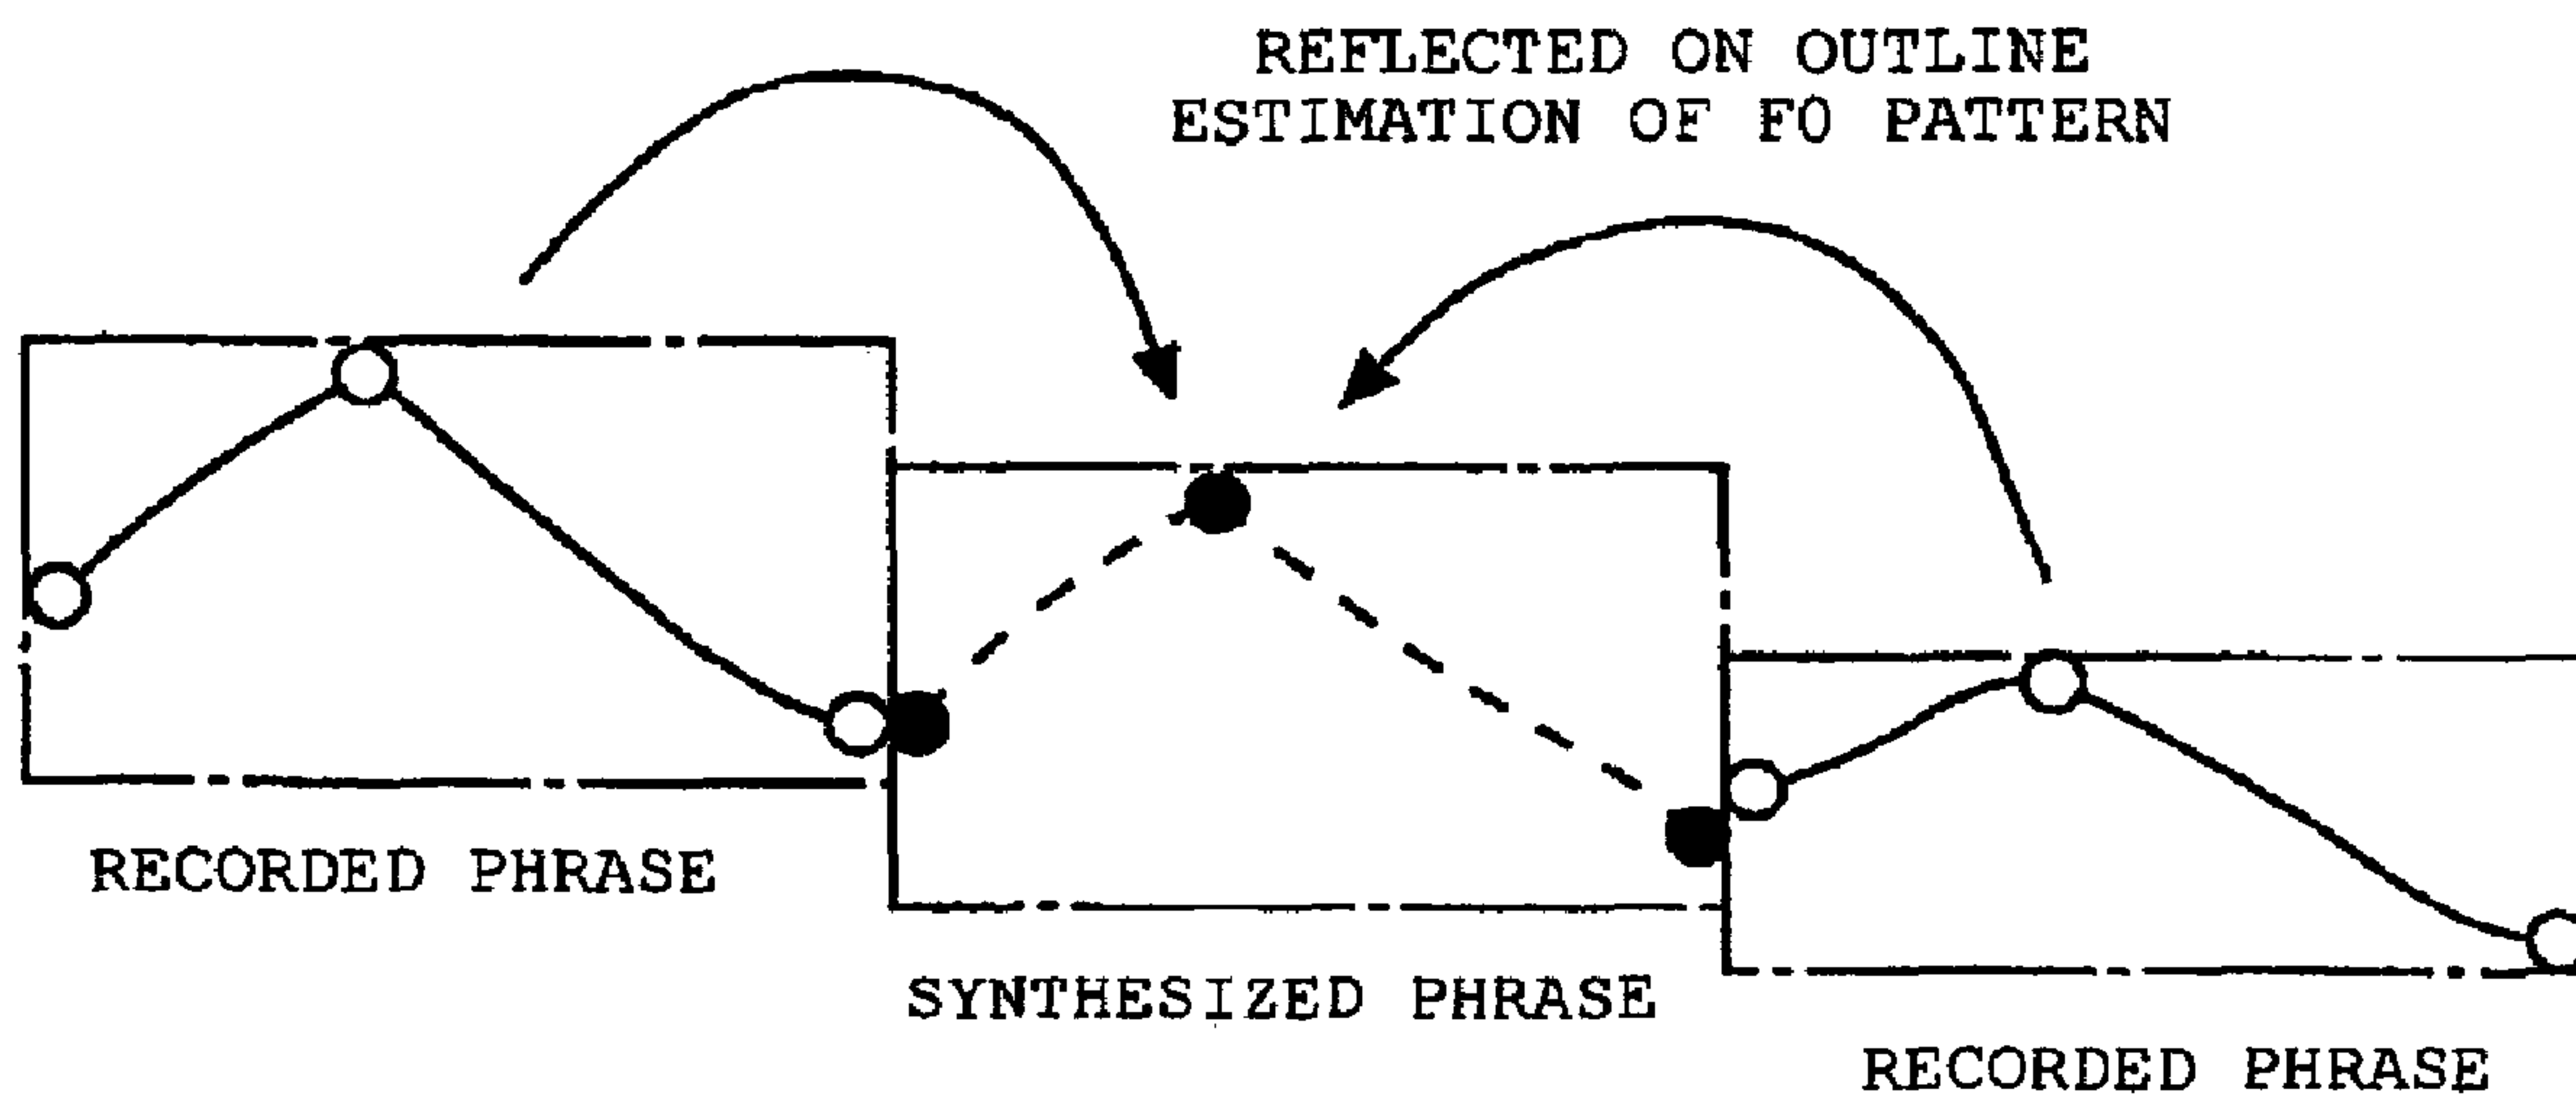 REFLECTED ON OUTLINE
ESTIMATION OF F0 PATTERN
RECORDED PHRASE
SYNTHESIZED PHRASE
RECORDED PHRASE